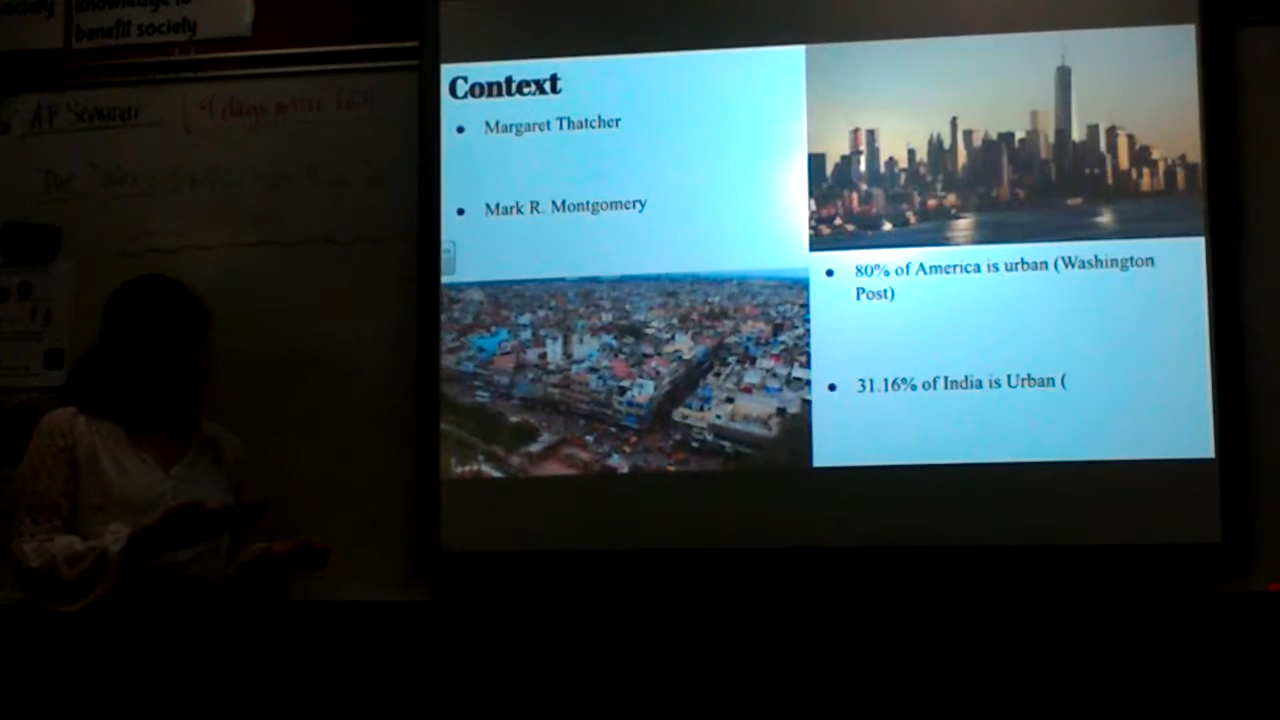 society
knowledge to
benefit society
AP Seminar
Context
• Margaret Thatcher
• Mark R. Montgomery
• 80% of America is urban (Washington
Post)
• 31.16% of India is Urban (